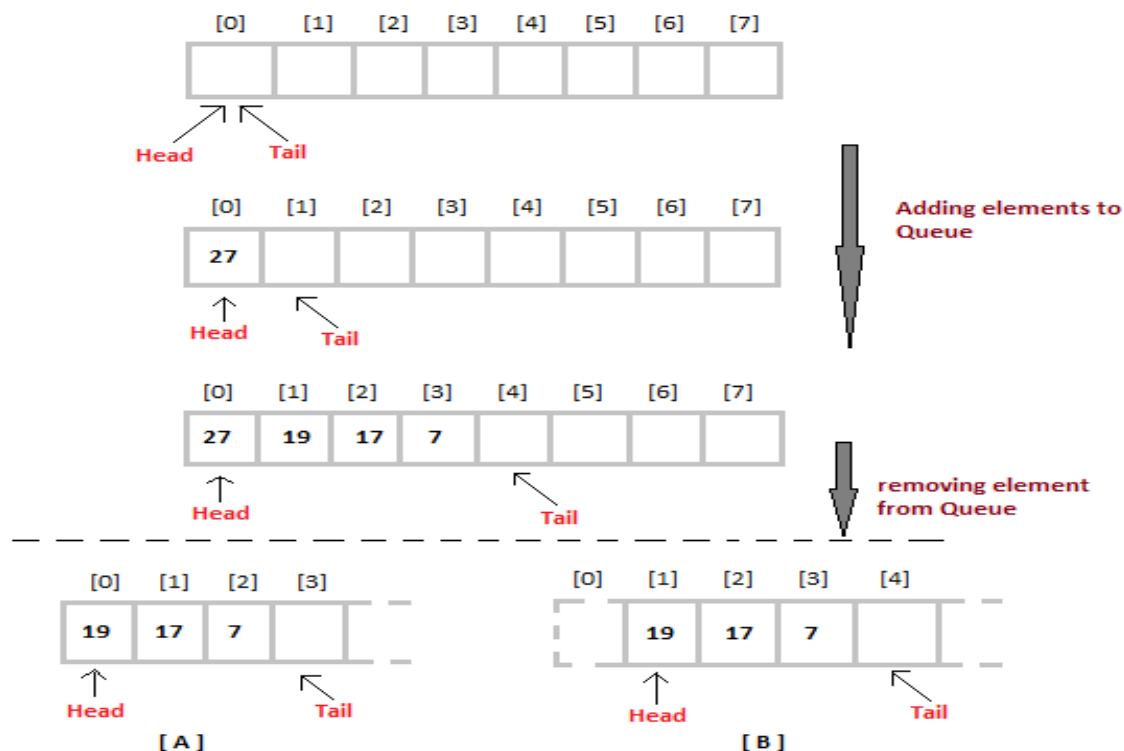 [0] [1] [2] [3] [4] [5] [6] [7]
Head Tail
[0] [1] [2] [3] [4] [5] [6] [7]
Adding elements to
Queue
27
Head Tail
[0] [1] [2] [3] [4] [5] [6] [7]
27 19 17 7
Head Tail
removing element
from Queue
[0] [1] [2] [3]
19 17 7
Head Tail
[ A ]
[0] [1] [2] [3] [4]
19 17 7
Head Tail
[ B ]